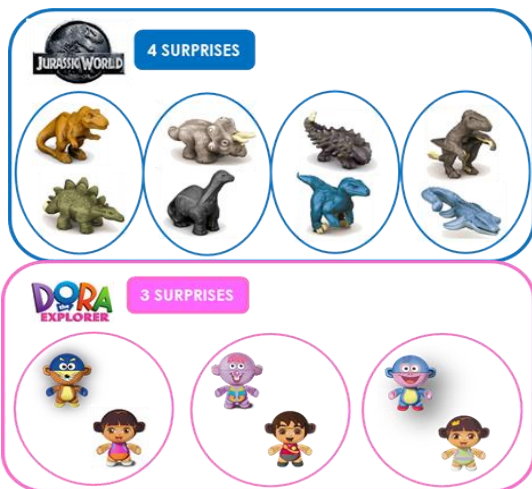 JURASSIC WORLD
4 SURPRISES
DORA
the
EXPLORER
3 SURPRISES